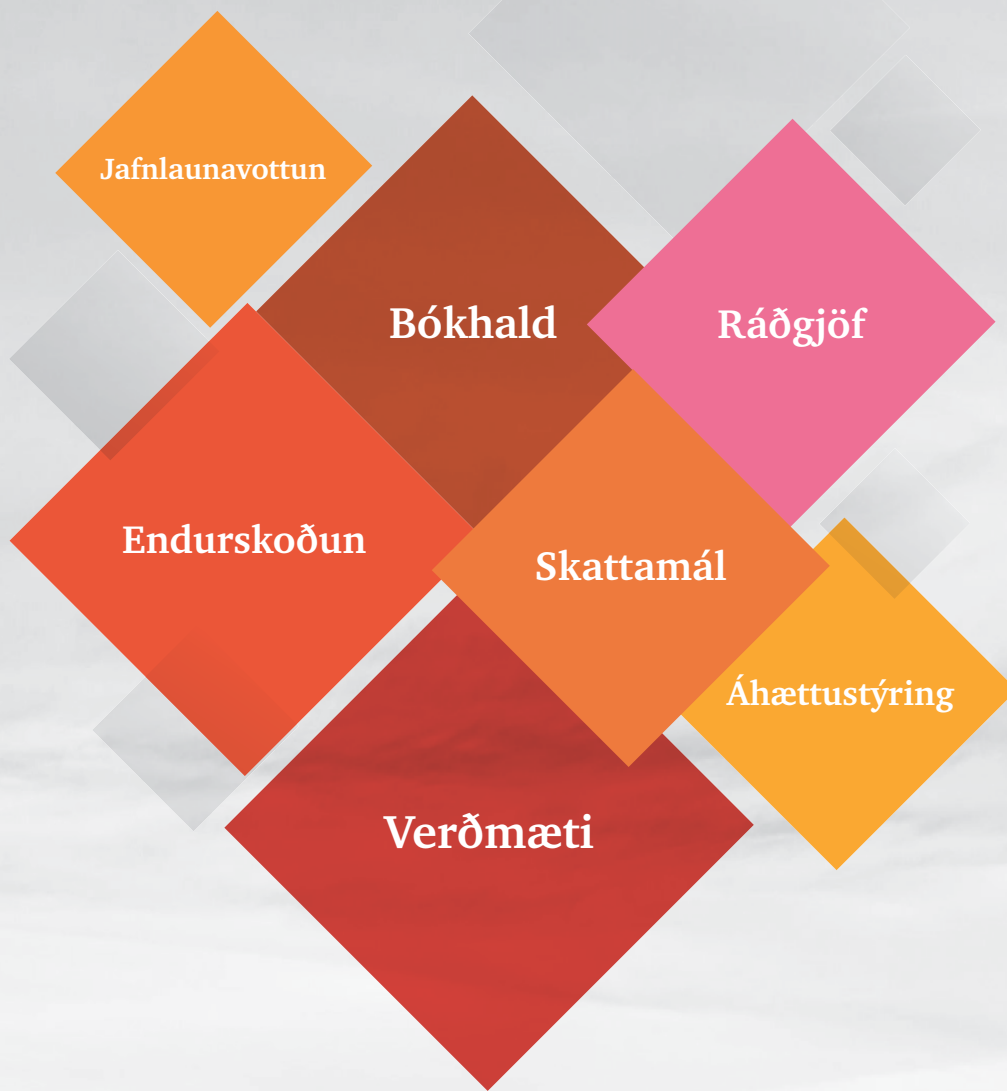 Jafnlaunavottun
Bókhald
Ráðgjöf
Endurskoðun
Skattamál
Áhættustýring
Verðmæti